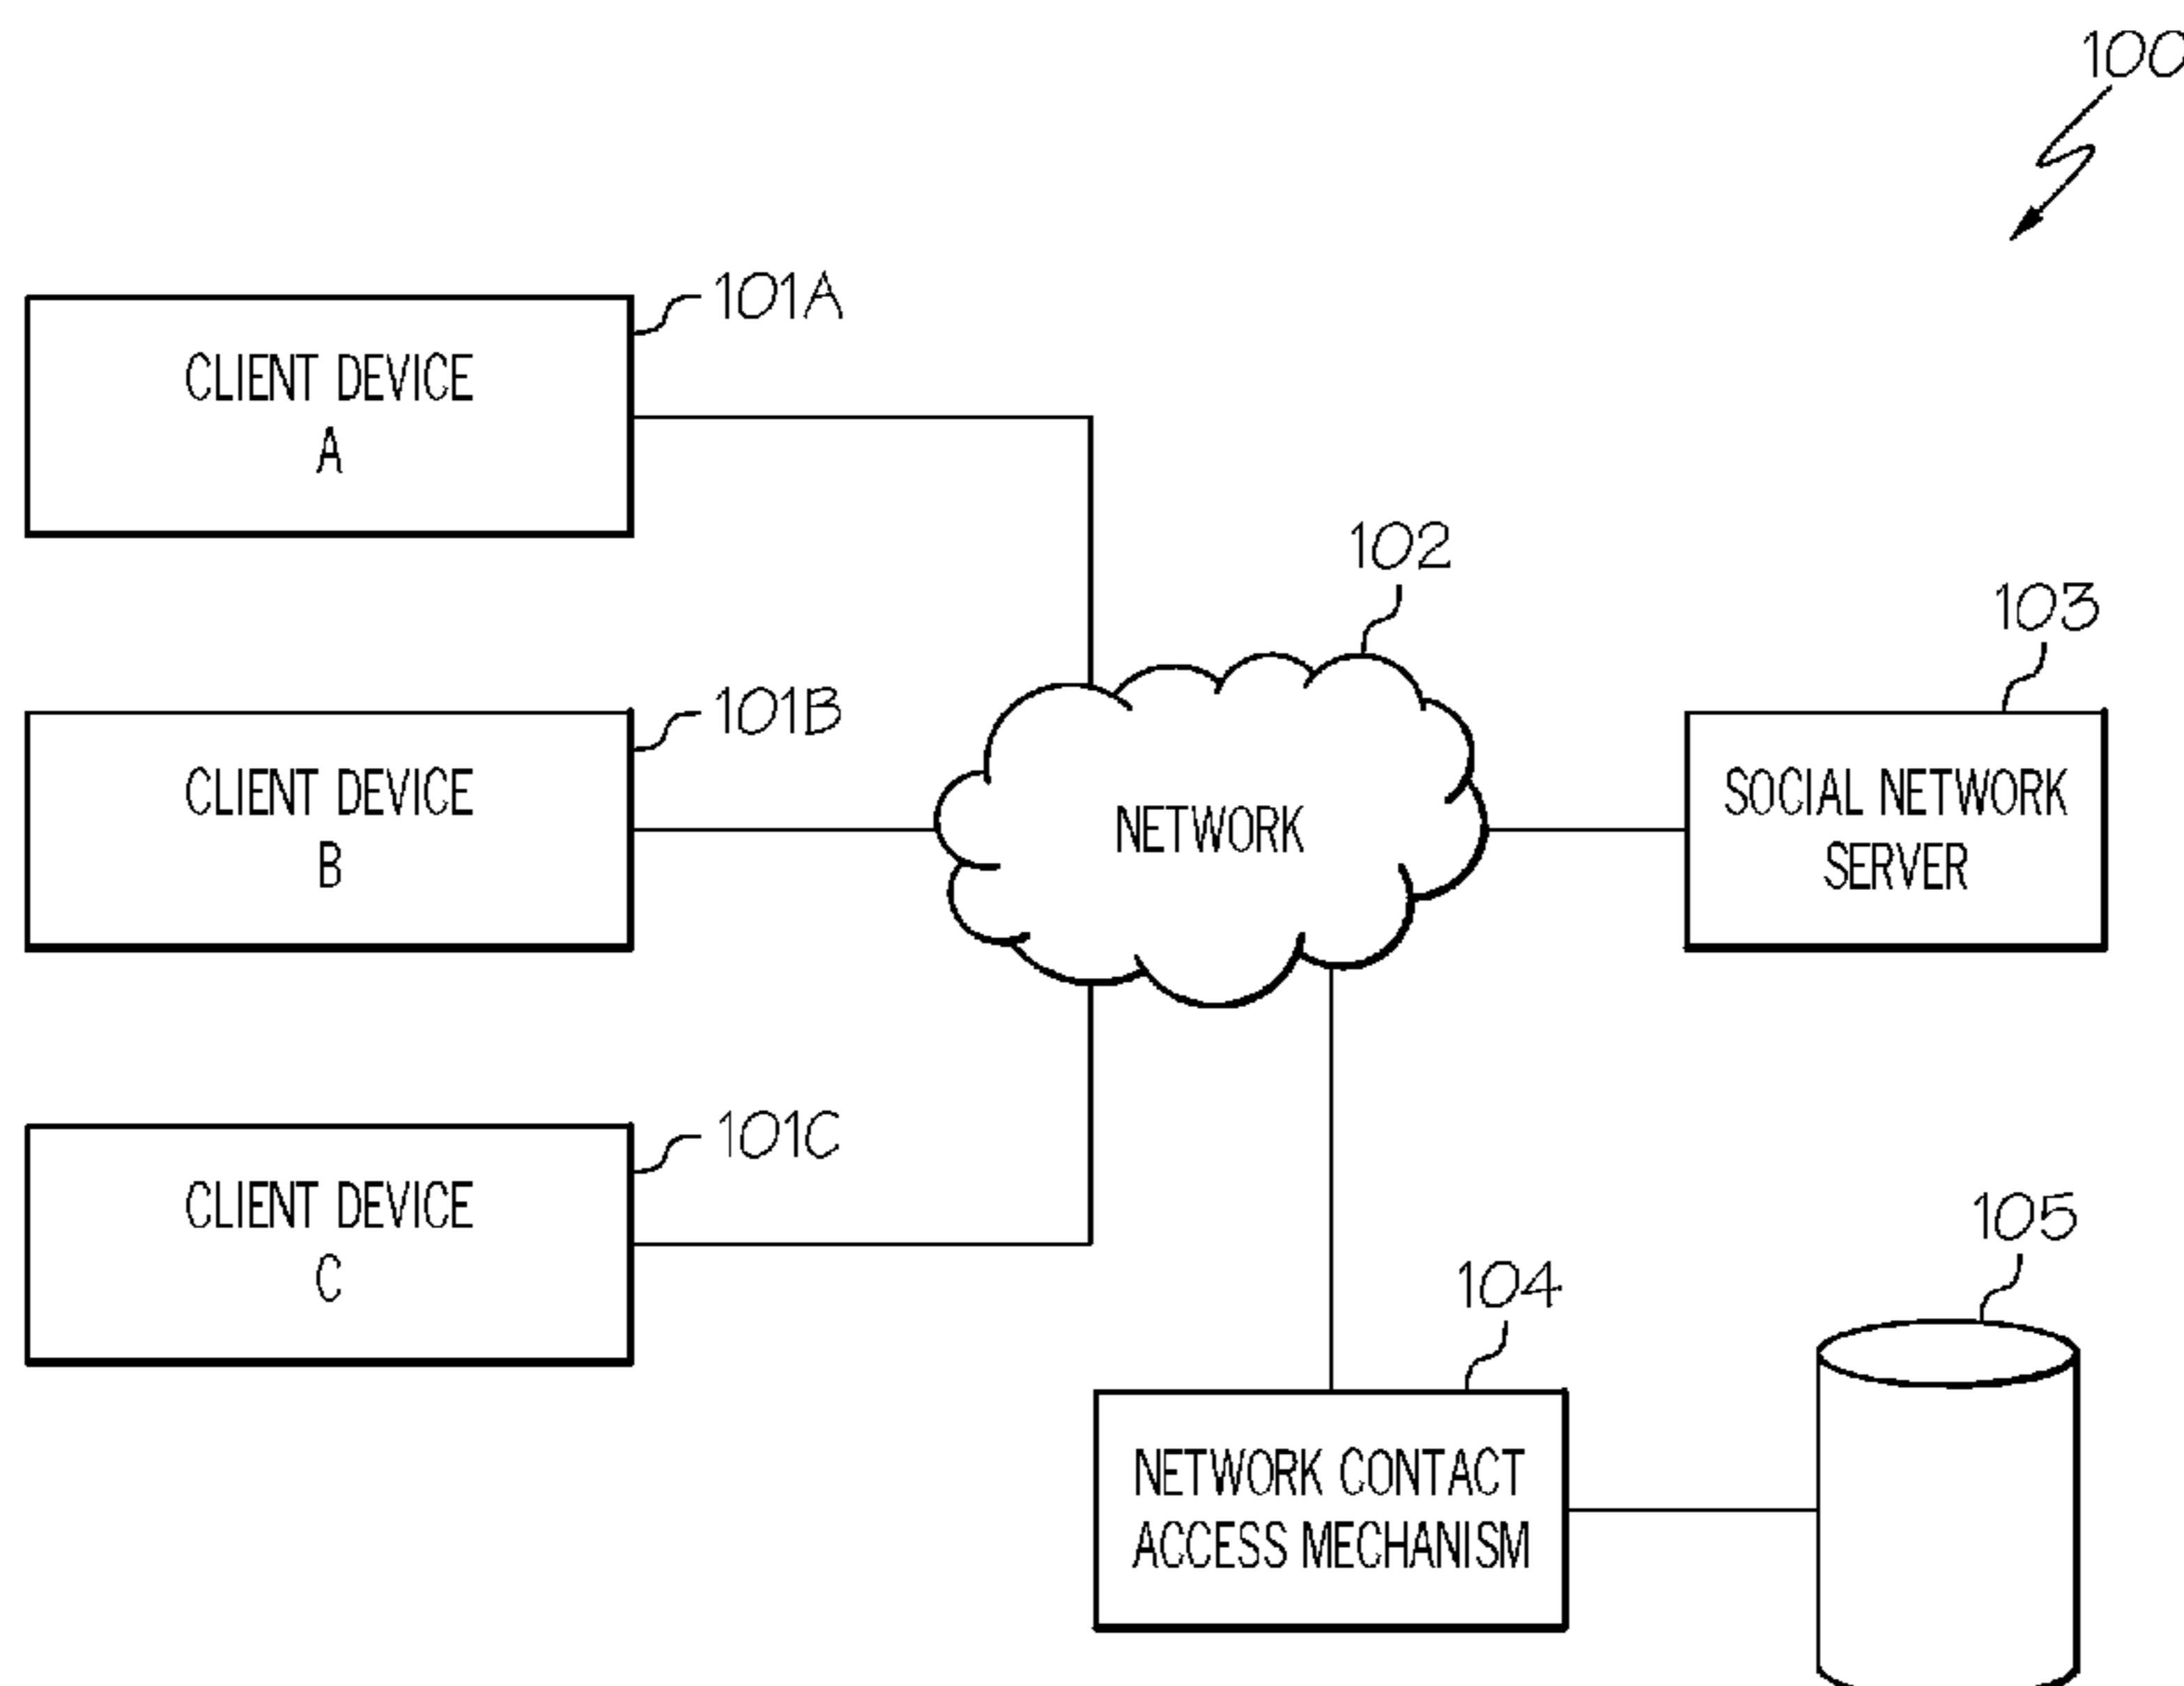 100
101A
CLIENT DEVICE
A
102
103
101B
CLIENT DEVICE
B
NETWORK
SOCIAL NETWORK
SERVER
101C
CLIENT DEVICE
C
105
104
NETWORK CONTACT
ACCESS MECHANISM